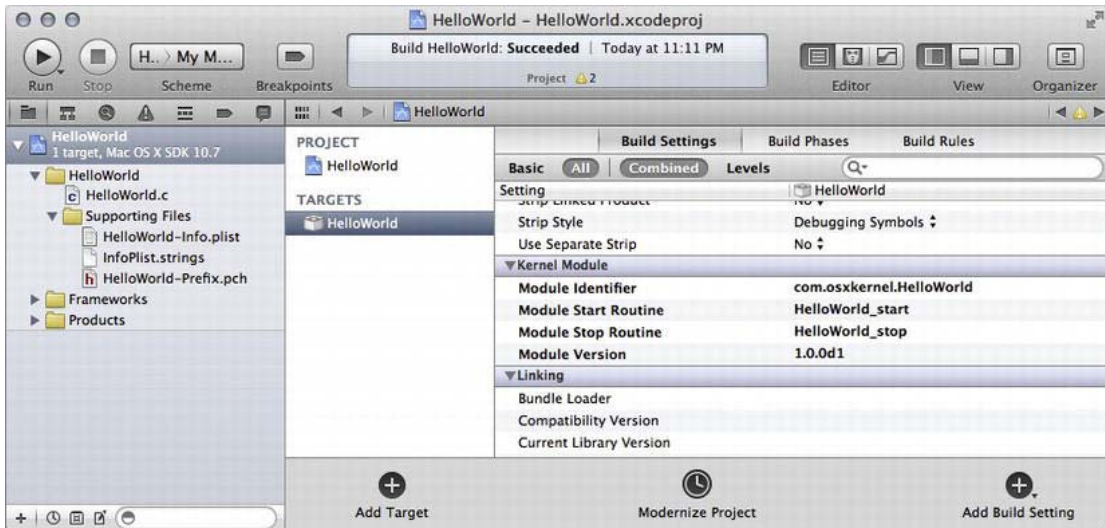 HelloWorld – HelloWorld.xcodeproj
H.. My M...
Build HelloWorld: Succeeded | Today at 11:11 PM
Project 2
Run Stop Scheme Breakpoints Editor View Organizer
HelloWorld
HelloWorld
1 target, Mac OS X SDK 10.7
HelloWorld
HelloWorld.c
Supporting Files
HelloWorld-Info.plist
InfoPlist.strings
HelloWorld-Prefix.pch
Frameworks
Products
PROJECT
HelloWorld
TARGETS
HelloWorld
Build Settings Build Phases Build Rules
Basic All Combined Levels
Setting HelloWorld
Strip Linked Product No
Strip Style Debugging Symbols
Use Separate Strip No
Kernel Module
Module Identifier com.osxkernel.HelloWorld
Module Start Routine HelloWorld_start
Module Stop Routine HelloWorld_stop
Module Version 1.0.0d1
Linking
Bundle Loader
Compatibility Version
Current Library Version
Add Target Modernize Project Add Build Setting